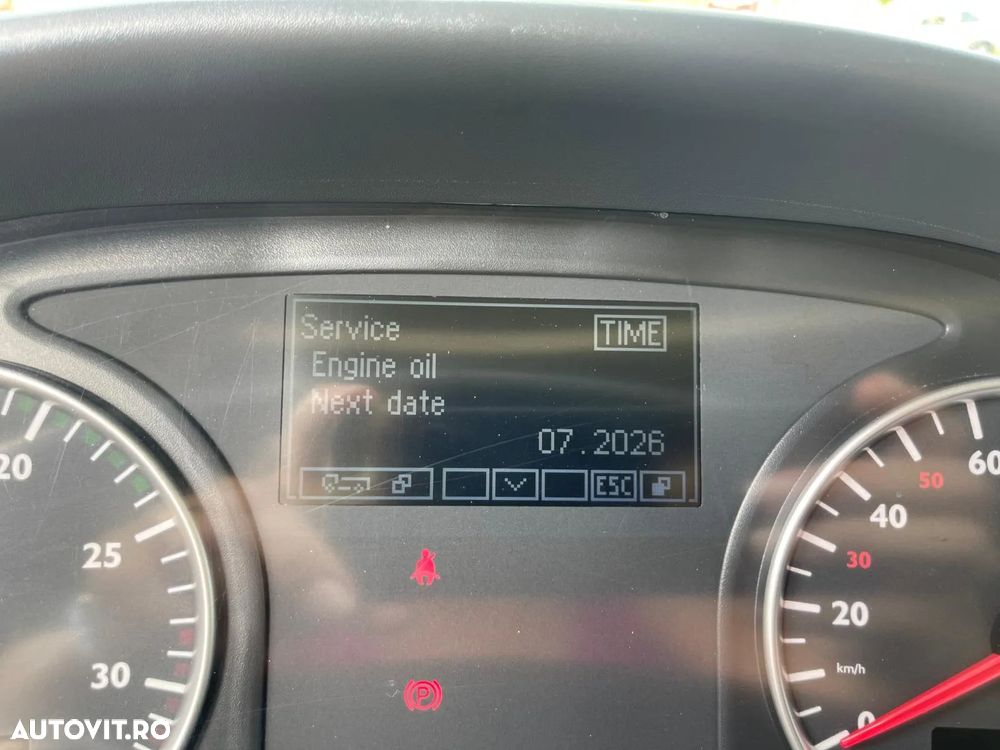 Service TIME
Engine oil
Next date
07.2026
ESC
20
25
30
60
50
40
30
20
km/h
0
P
AUTOVIT.RO